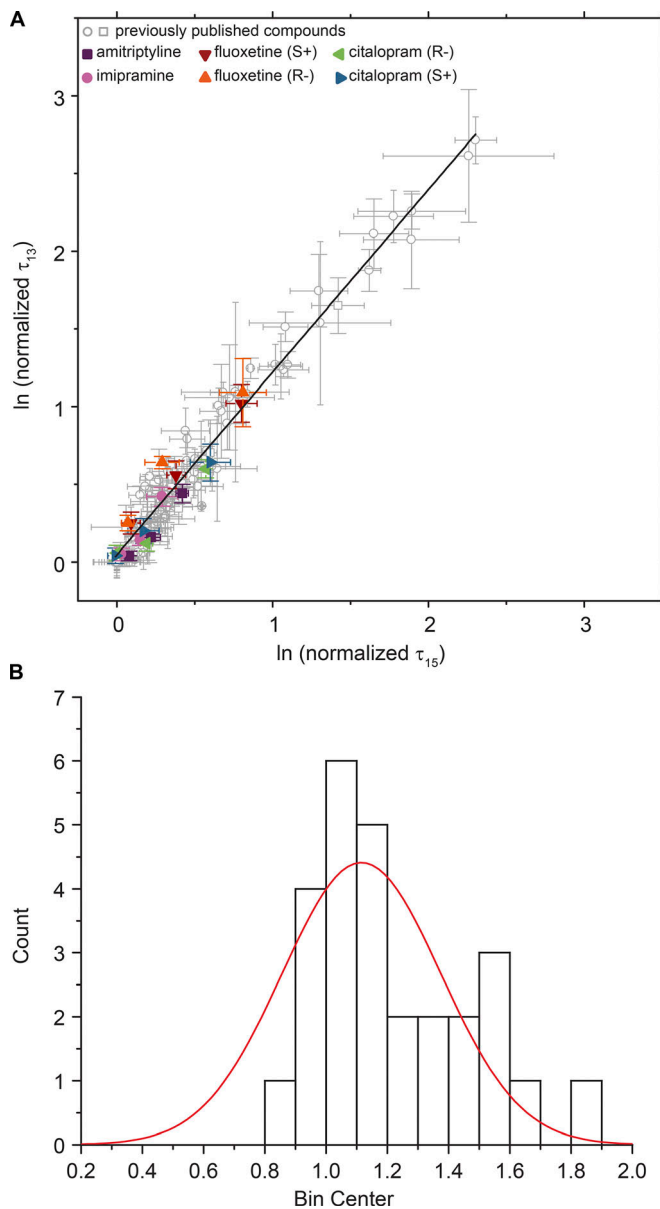 A
previously published compounds
amitriptyline fluoxetine (S+) citalopram (R-)
imipramine fluoxetine (R-) citalopram (S+)
3
2
1
0
ln (normalized τ13)
0 1 2 3
ln (normalized τ15)
B
7
6
5
4
3
2
1
0
Count
0.2 0.4 0.6 0.8 1.0 1.2 1.4 1.6 1.8 2.0
Bin Center